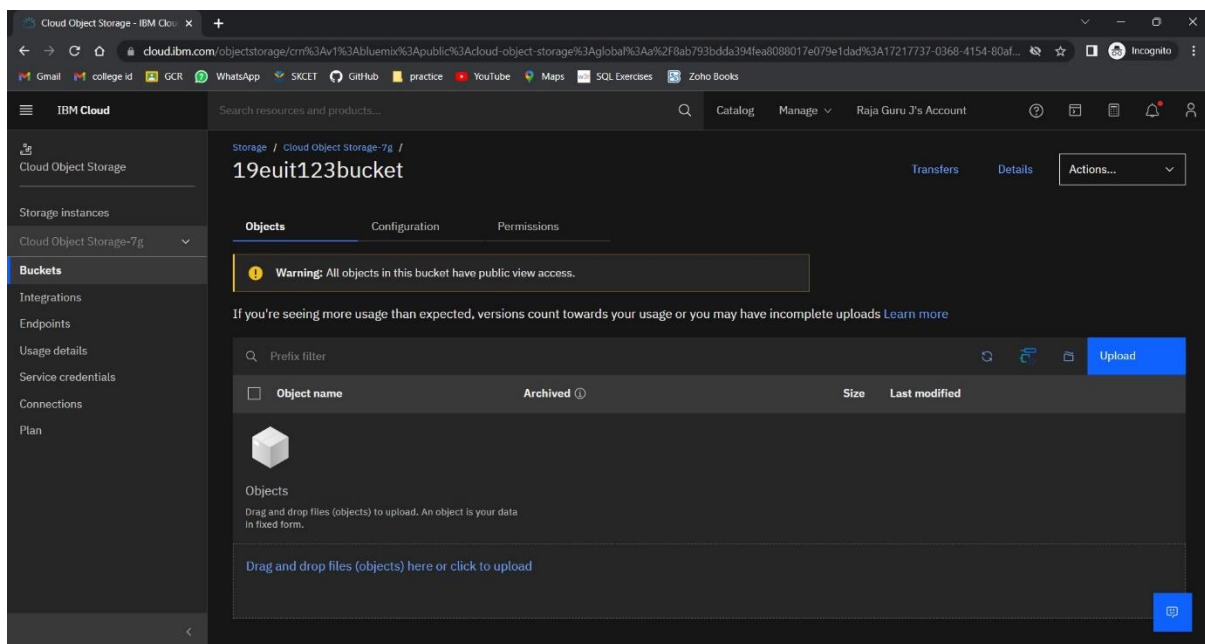 Cloud Object Storage - IBM Clou
cloud.ibm.com/objectstorage/crn%3Av1%3Abluemix%3Apublic%3Acloud-object-storage%3Aglobal%3Aa%2F8ab793bdda394fea8088017e079e1dad%3A17217737-0368-4154-80af... Incognito
Gmail college id GCR WhatsApp SKCET GitHub practice YouTube Maps SQL Exercises Zoho Books
IBM Cloud Search resources and products... Catalog Manage Raja Guru J's Account
Cloud Object Storage
Storage instances
Cloud Object Storage-7g
Buckets
Integrations
Endpoints
Usage details
Service credentials
Connections
Plan
Storage / Cloud Object Storage-7g /
19euit123bucket
Transfers Details Actions...
Objects Configuration Permissions
Warning: All objects in this bucket have public view access.
If you're seeing more usage than expected, versions count towards your usage or you may have incomplete uploads Learn more
Prefix filter Upload
Object name Archived Size Last modified
Objects
Drag and drop files (objects) to upload. An object is your data
in fixed form.
Drag and drop files (objects) here or click to upload